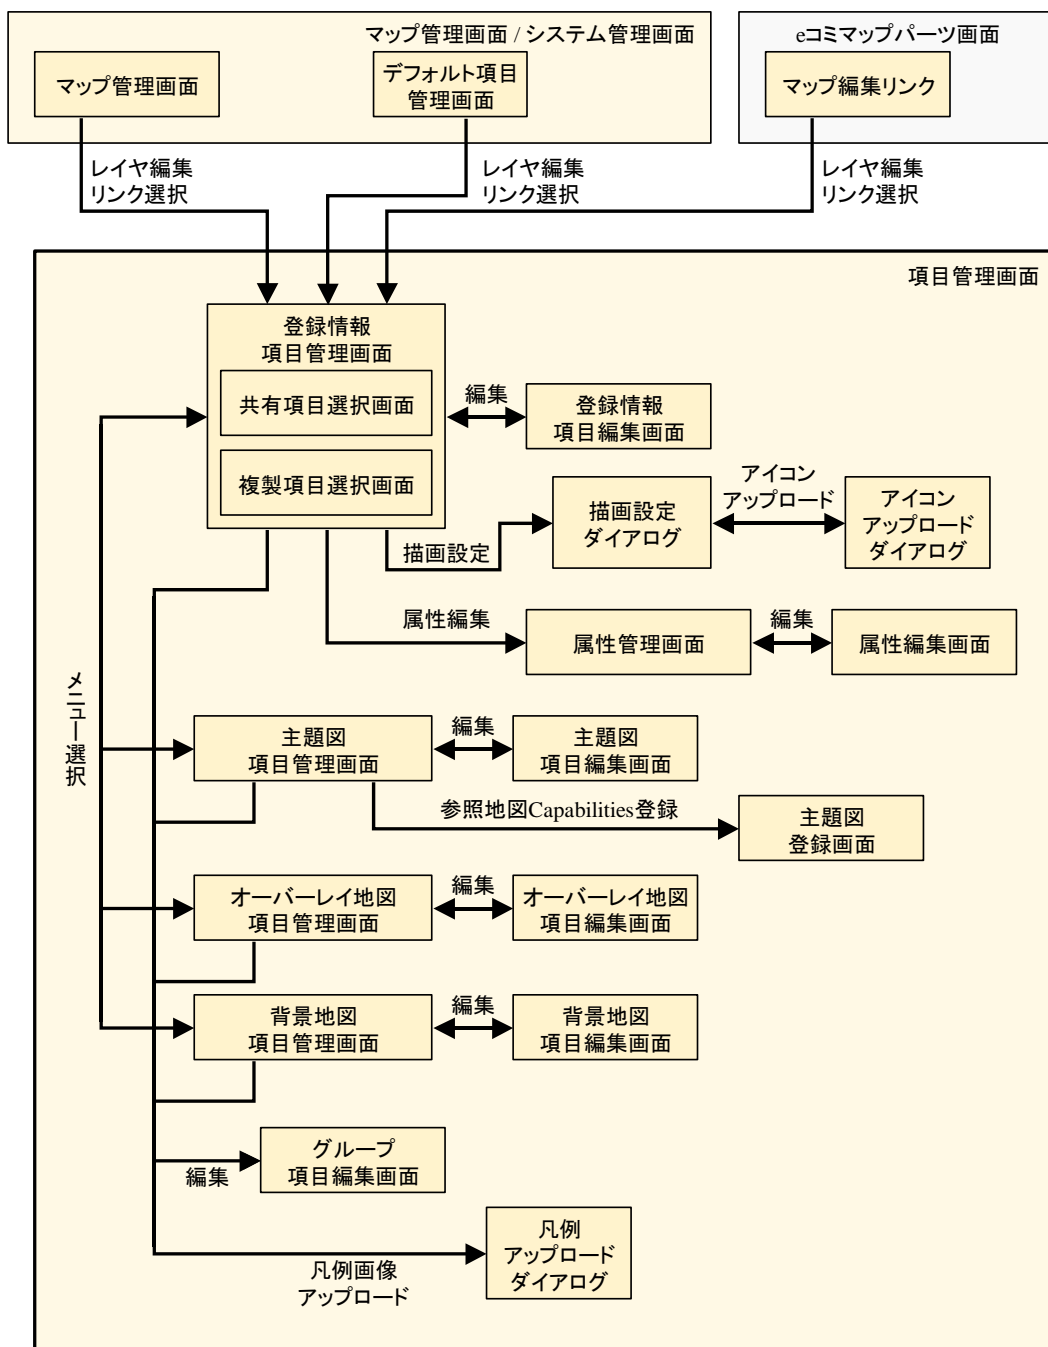 マップ管理画面 / システム管理画面
マップ管理画面
デフォルト項目
管理画面
eコミマップパーツ画面
マップ編集リンク
レイヤ編集
リンク選択
レイヤ編集
リンク選択
レイヤ編集
リンク選択
項目管理画面
登録情報
項目管理画面
共有項目選択画面
複製項目選択画面
編集
登録情報
項目編集画面
描画設定
描画設定
ダイアログ
アイコン
アップロード
アイコン
アップロード
ダイアログ
属性編集
属性管理画面
編集
属性編集画面
メニュー選択
主題図
項目管理画面
編集
主題図
項目編集画面
参照地図Capabilities登録
主題図
登録画面
オーバーレイ地図
項目管理画面
編集
オーバーレイ地図
項目編集画面
背景地図
項目管理画面
編集
背景地図
項目編集画面
編集
グループ
項目編集画面
凡例画像
アップロード
凡例
アップロード
ダイアログ